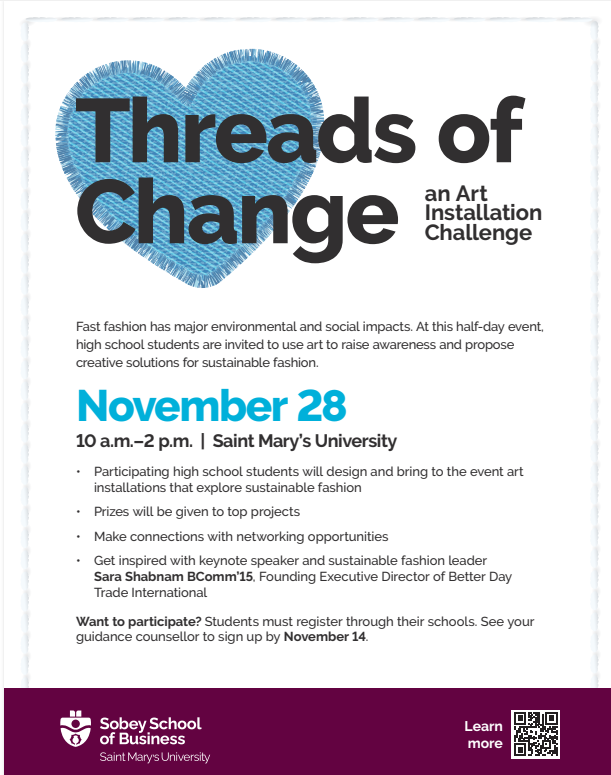 Threads of
Change
an Art
Installation
Challenge
Fast fashion has major environmental and social impacts. At this half-day event,
high school students are invited to use art to raise awareness and propose
creative solutions for sustainable fashion.
November 28
10 a.m.–2 p.m. | Saint Mary's University
• Participating high school students will design and bring to the event art
installations that explore sustainable fashion
• Prizes will be given to top projects
• Make connections with networking opportunities
• Get inspired with keynote speaker and sustainable fashion leader
Sara Shabnam BComm'15, Founding Executive Director of Better Day
Trade International
Want to participate? Students must register through their schools. See your
guidance counsellor to sign up by November 14.
Sobey School
of Business
Saint Mary's University
Learn
more